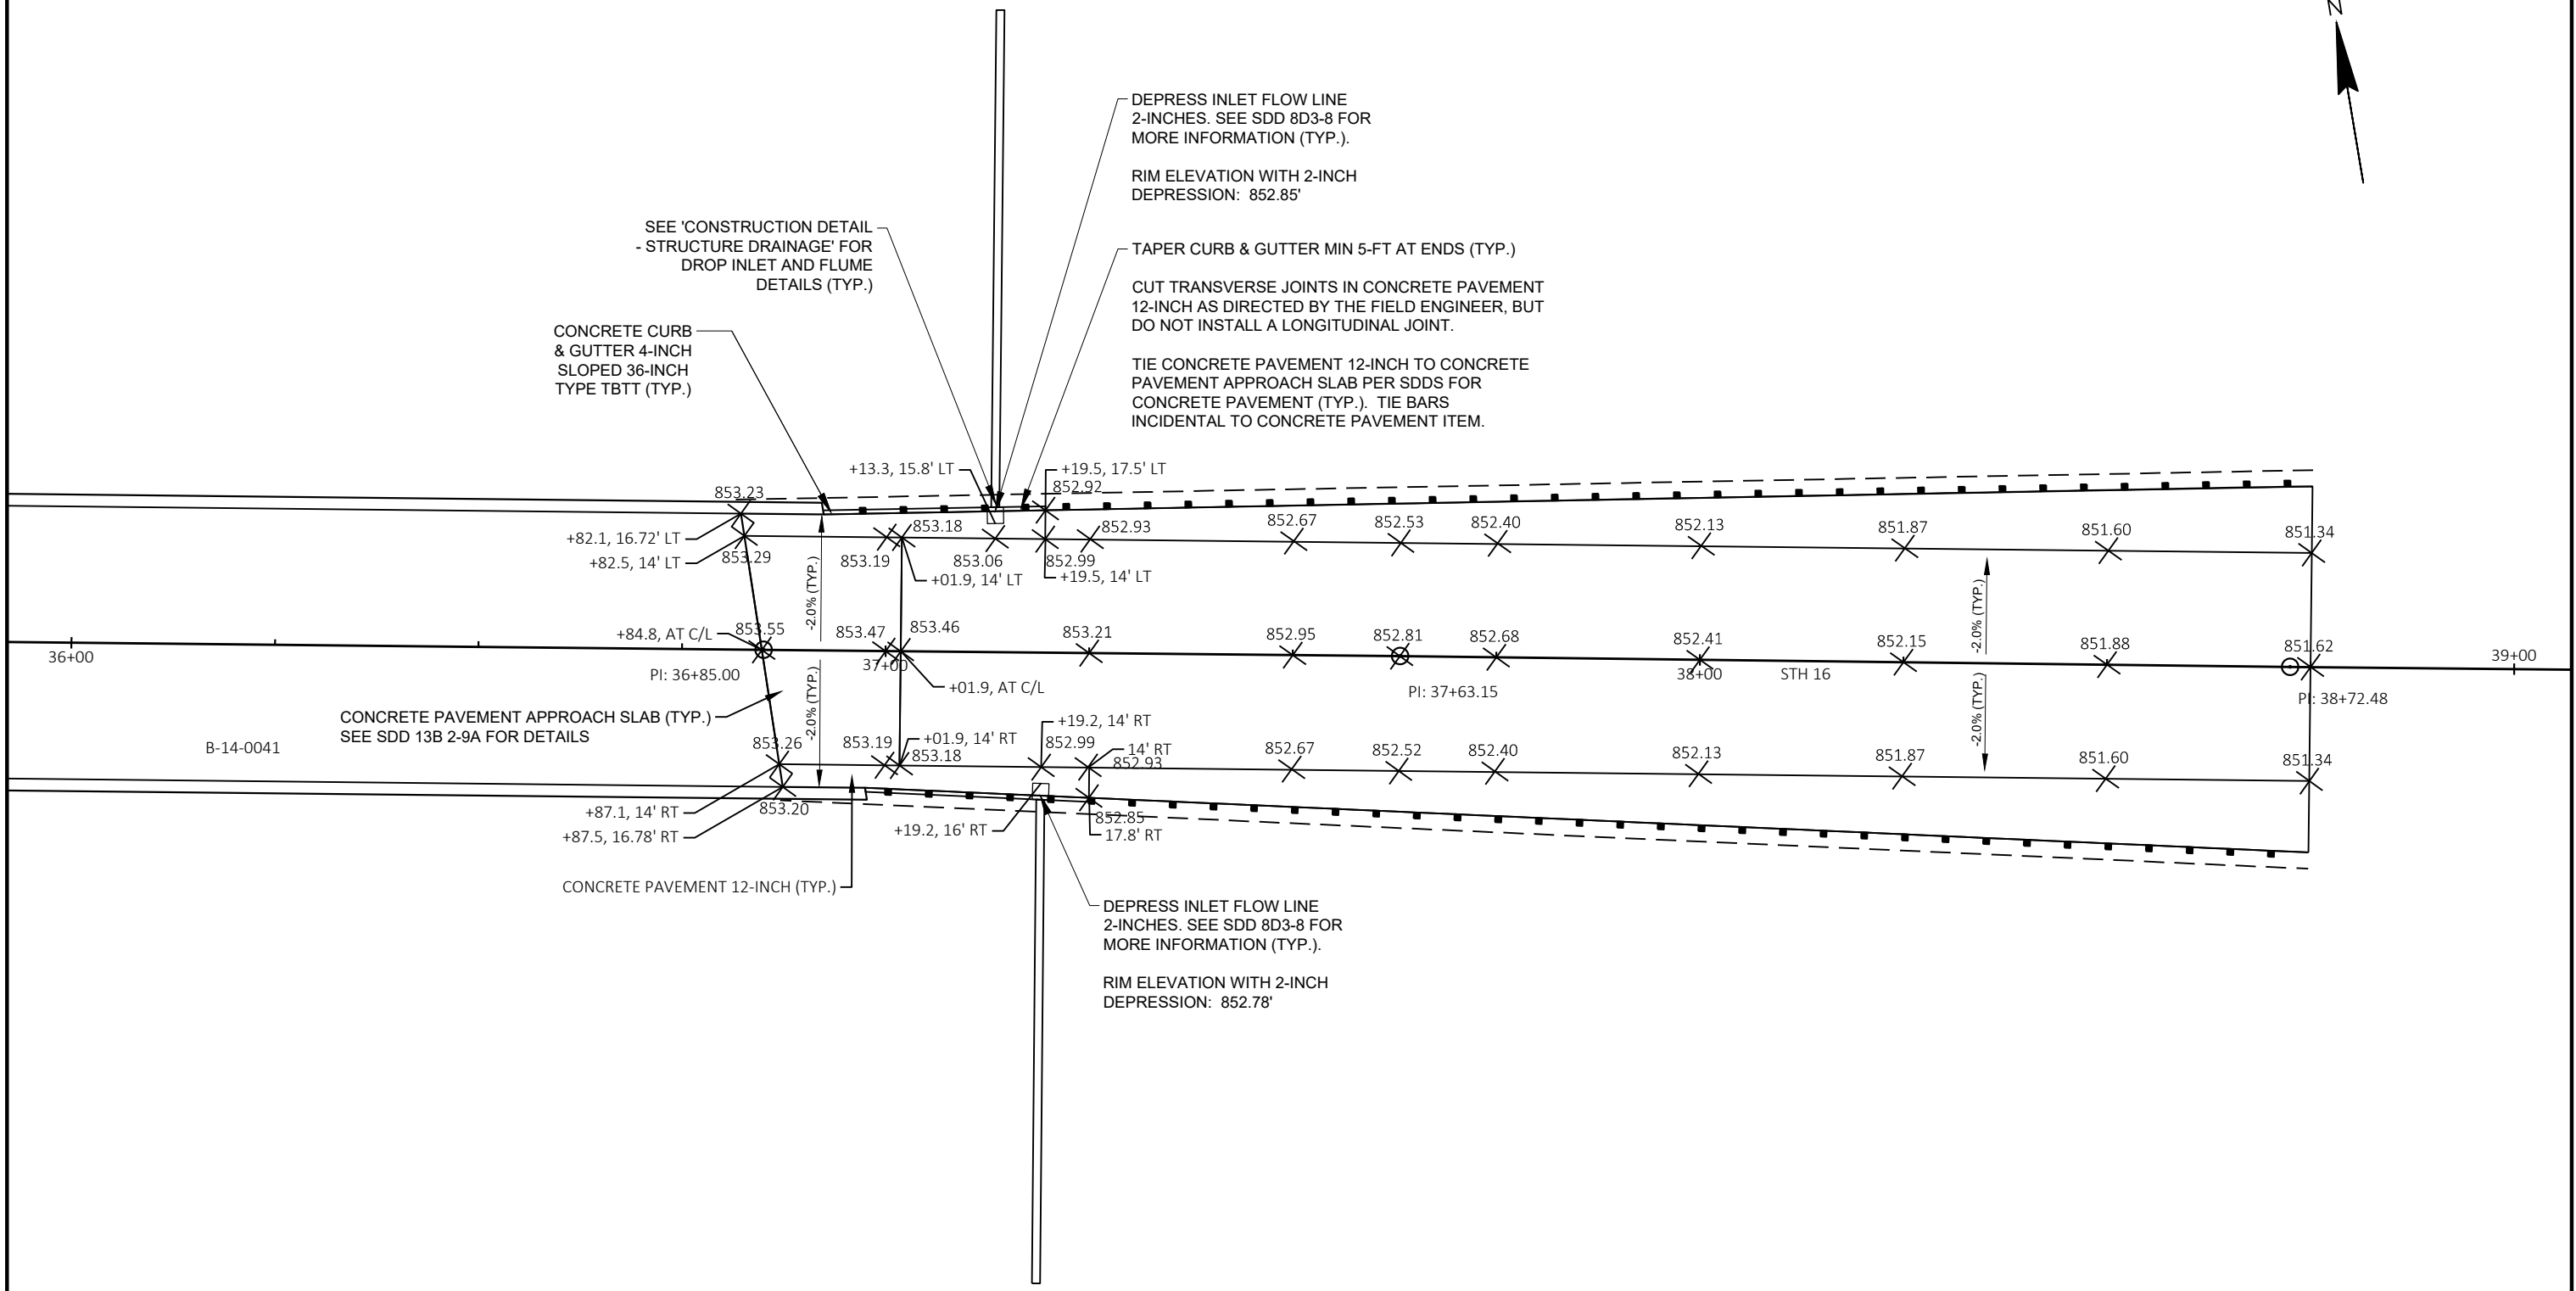 N
DEPRESS INLET FLOW LINE
2-INCHES. SEE SDD 8D3-8 FOR
MORE INFORMATION (TYP.).
RIM ELEVATION WITH 2-INCH
DEPRESSION: 852.85'
SEE 'CONSTRUCTION DETAIL
- STRUCTURE DRAINAGE' FOR
DROP INLET AND FLUME
DETAILS (TYP.)
TAPER CURB & GUTTER MIN 5-FT AT ENDS (TYP.)
CUT TRANSVERSE JOINTS IN CONCRETE PAVEMENT
12-INCH AS DIRECTED BY THE FIELD ENGINEER, BUT
DO NOT INSTALL A LONGITUDINAL JOINT.
TIE CONCRETE PAVEMENT 12-INCH TO CONCRETE
PAVEMENT APPROACH SLAB PER SDDS FOR
CONCRETE PAVEMENT (TYP.). TIE BARS
INCIDENTAL TO CONCRETE PAVEMENT ITEM.
CONCRETE CURB
& GUTTER 4-INCH
SLOPED 36-INCH
TYPE TBTT (TYP.)
+13.3, 15.8' LT
+19.5, 17.5' LT
853.23
852.92
+82.1, 16.72' LT
+82.5, 14' LT
853.29
853.19
853.18
+01.9, 14' LT
853.06
852.99
+19.5, 14' LT
852.93
852.67
852.53
852.40
852.13
851.87
851.60
851.34
-2.0% (TYP.)
-2.0% (TYP.)
+84.8, AT C/L
853.55
853.47
853.46
853.21
852.95
852.81
852.68
852.41
852.15
851.88
851.62
36+00
PI: 36+85.00
37+00
+01.9, AT C/L
PI: 37+63.15
38+00
STH 16
PI: 38+72.48
39+00
CONCRETE PAVEMENT APPROACH SLAB (TYP.)
SEE SDD 13B 2-9A FOR DETAILS
B-14-0041
-2.0% (TYP.)
-2.0% (TYP.)
853.26
853.19
+01.9, 14' RT
853.18
+19.2, 14' RT
852.99
14' RT
852.93
852.67
852.52
852.40
852.13
851.87
851.60
851.34
+87.1, 14' RT
+87.5, 16.78' RT
853.20
+19.2, 16' RT
852.85
17.8' RT
CONCRETE PAVEMENT 12-INCH (TYP.)
DEPRESS INLET FLOW LINE
2-INCHES. SEE SDD 8D3-8 FOR
MORE INFORMATION (TYP.).
RIM ELEVATION WITH 2-INCH
DEPRESSION: 852.78'